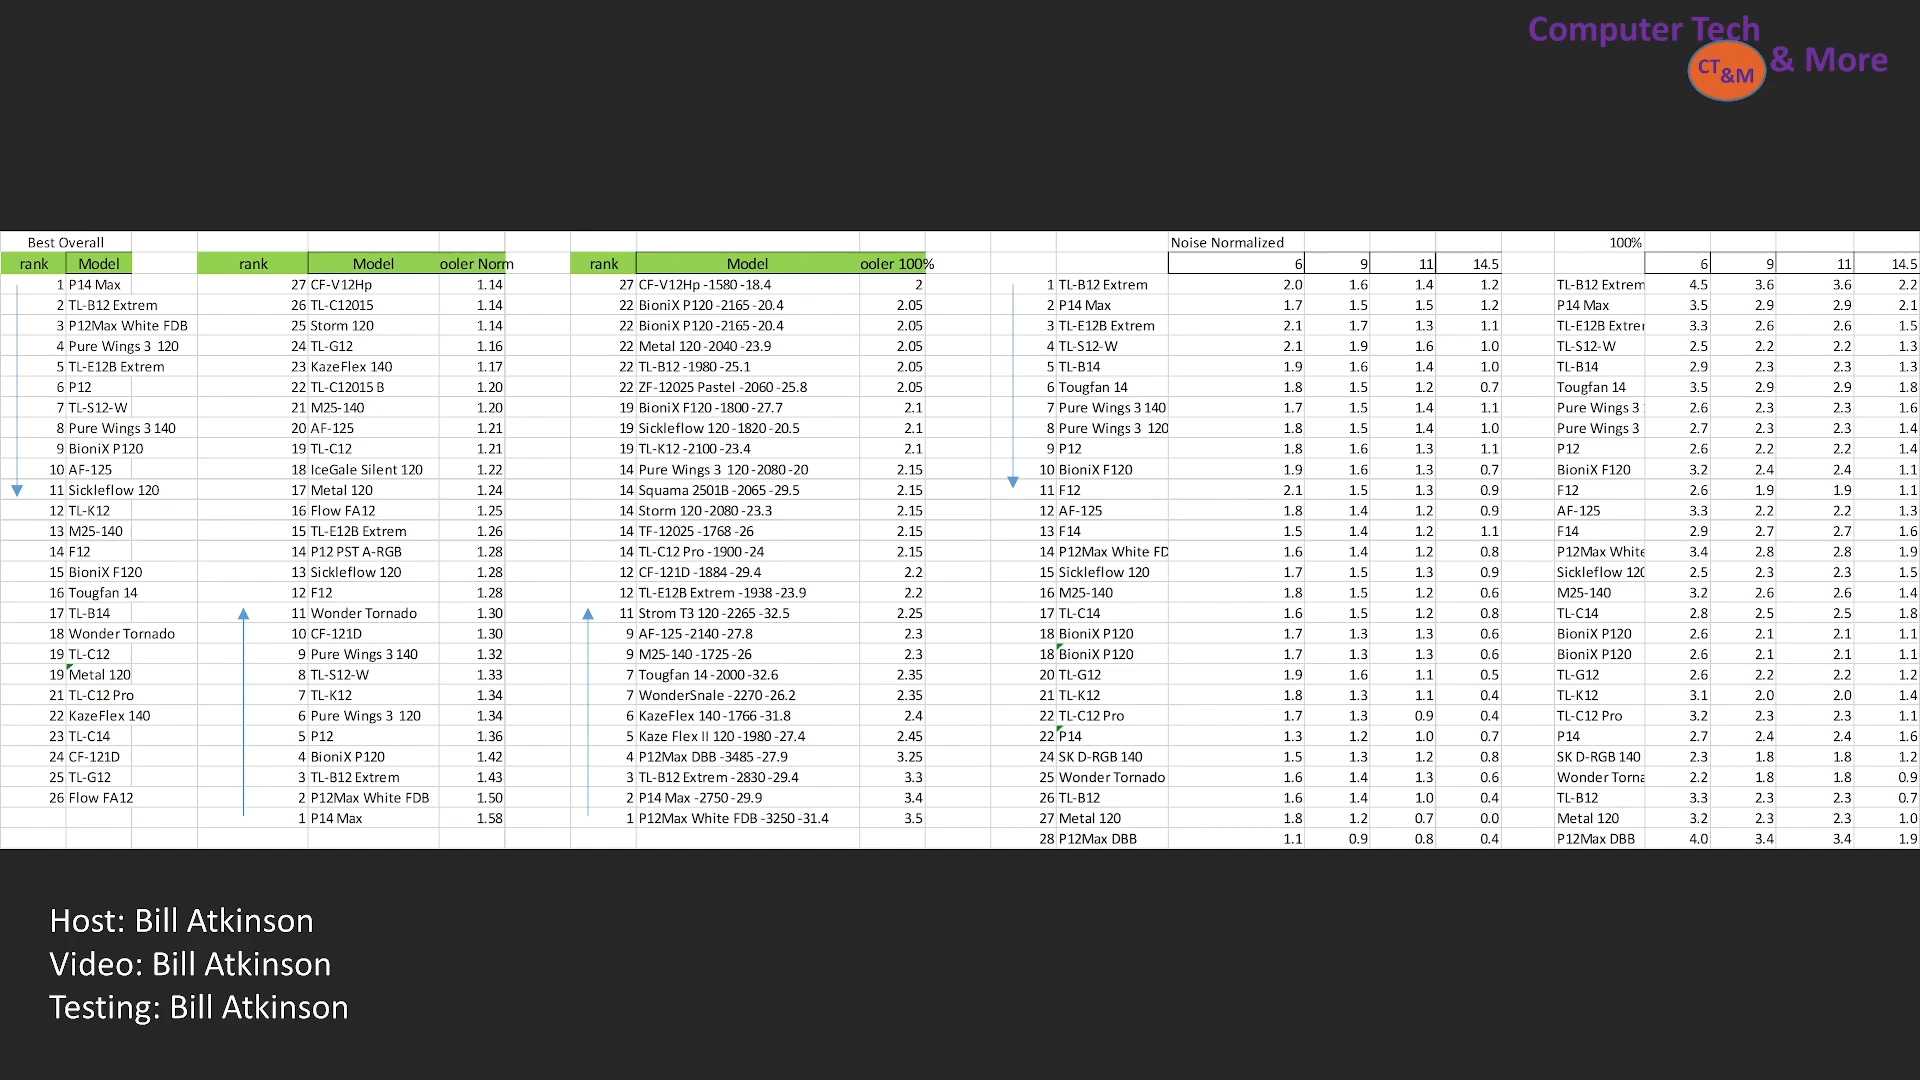 Computer Tech
& More
CT
&M
Best Overall Noise Normalized 100%
rank Model rank Model ooler Norm rank Model ooler 100% 6 9 11 14.5 6 9 11 14.5
1 P14 Max 27 CF-V12Hp 1.14 27 CF-V12Hp -1580 -18.4 2 1 TL-B12 Extrem 2.0 1.6 1.4 1.2 TL-B12 Extrem 4.5 3.6 3.6 2.2
2 TL-B12 Extrem 26 TL-C12015 1.14 22 BioniX P120 -2165 -20.4 2.05 2 P14 Max 1.7 1.5 1.5 1.2 P14 Max 3.5 2.9 2.9 2.1
3 P12Max White FDB 25 Storm 120 1.14 22 BioniX P120 -2165 -20.4 2.05 3 TL-E12B Extrem 2.1 1.7 1.3 1.1 TL-E12B Extrer 3.3 2.6 2.6 1.5
4 Pure Wings 3 120 24 TL-G12 1.16 22 Metal 120 -2040 -23.9 2.05 4 TL-S12-W 2.1 1.9 1.6 1.0 TL-S12-W 2.5 2.2 2.2 1.3
5 TL-E12B Extrem 23 KazeFlex 140 1.17 22 TL-B12 -1980 -25.1 2.05 5 TL-B14 1.9 1.6 1.4 1.0 TL-B14 2.9 2.3 2.3 1.3
6 P12 22 TL-C12015 B 1.20 22 ZF-12025 Pastel -2060 -25.8 2.05 6 Tougfan 14 1.8 1.5 1.2 0.7 Tougfan 14 3.5 2.9 2.9 1.8
7 TL-S12-W 21 M25-140 1.20 19 BioniX F120 -1800 -27.7 2.1 7 Pure Wings 3 140 1.7 1.5 1.4 1.1 Pure Wings 3 2.6 2.3 2.3 1.6
8 Pure Wings 3 140 20 AF-125 1.21 19 Sickleflow 120 -1820 -20.5 2.1 8 Pure Wings 3 120 1.8 1.5 1.4 1.0 Pure Wings 3 2.7 2.3 2.3 1.4
9 BioniX P120 19 TL-C12 1.21 19 TL-K12 -2100 -23.4 2.1 9 P12 1.8 1.6 1.3 1.1 P12 2.6 2.2 2.2 1.4
10 AF-125 18 IceGale Silent 120 1.22 14 Pure Wings 3 120 -2080 -20 2.15 10 BioniX F120 1.9 1.6 1.3 0.7 BioniX F120 3.2 2.4 2.4 1.1
11 Sickleflow 120 17 Metal 120 1.24 14 Squama 2501B -2065 -29.5 2.15 11 F12 2.1 1.5 1.3 0.9 F12 2.6 1.9 1.9 1.1
12 TL-K12 16 Flow FA12 1.25 14 Storm 120 -2080 -23.3 2.15 12 AF-125 1.8 1.4 1.2 0.9 AF-125 3.3 2.2 2.2 1.3
13 M25-140 15 TL-E12B Extrem 1.26 14 TF-12025 -1768 -26 2.15 13 F14 1.5 1.4 1.2 1.1 F14 2.9 2.7 2.7 1.6
14 F12 14 P12 PST A-RGB 1.28 14 TL-C12 Pro -1900 -24 2.15 14 P12Max White FD 1.6 1.4 1.2 0.8 P12Max White 3.4 2.8 2.8 1.9
15 BioniX F120 13 Sickleflow 120 1.28 12 CF-121D -1884 -29.4 2.2 15 Sickleflow 120 1.7 1.5 1.3 0.9 Sickleflow 120 2.5 2.3 2.3 1.5
16 Tougfan 14 12 F12 1.28 12 TL-E12B Extrem -1938 -23.9 2.2 16 M25-140 1.8 1.5 1.2 0.6 M25-140 3.2 2.6 2.6 1.4
17 TL-B14 11 Wonder Tornado 1.30 11 Strom T3 120 -2265 -32.5 2.25 17 TL-C14 1.6 1.5 1.2 0.8 TL-C14 2.8 2.5 2.5 1.8
18 Wonder Tornado 10 CF-121D 1.30 9 AF-125 -2140 -27.8 2.3 18 BioniX P120 1.7 1.3 1.3 0.6 BioniX P120 2.6 2.1 2.1 1.1
19 TL-C12 9 Pure Wings 3 140 1.32 9 M25-140 -1725 -26 2.3 18 BioniX P120 1.7 1.3 1.3 0.6 BioniX P120 2.6 2.1 2.1 1.1
19 Metal 120 8 TL-S12-W 1.33 7 Tougfan 14 -2000 -32.6 2.35 20 TL-G12 1.9 1.6 1.1 0.5 TL-G12 2.6 2.2 2.2 1.2
21 TL-C12 Pro 7 TL-K12 1.34 7 WonderSnale -2270 -26.2 2.35 21 TL-K12 1.8 1.3 1.1 0.4 TL-K12 3.1 2.0 2.0 1.4
22 KazeFlex 140 6 Pure Wings 3 120 1.34 6 KazeFlex 140 -1766 -31.8 2.4 22 TL-C12 Pro 1.7 1.3 0.9 0.4 TL-C12 Pro 3.2 2.3 2.3 1.1
23 TL-C14 5 P12 1.36 5 Kaze Flex II 120 -1980 -27.4 2.45 22 P14 1.3 1.2 1.0 0.7 P14 2.7 2.4 2.4 1.6
24 CF-121D 4 BioniX P120 1.42 4 P12Max DBB -3485 -27.9 3.25 24 SK D-RGB 140 1.5 1.3 1.2 0.8 SK D-RGB 140 2.3 1.8 1.8 1.2
25 TL-G12 3 TL-B12 Extrem 1.43 3 TL-B12 Extrem -2830 -29.4 3.3 25 Wonder Tornado 1.6 1.4 1.3 0.6 Wonder Torna 2.2 1.8 1.8 0.9
26 Flow FA12 2 P12Max White FDB 1.50 2 P14 Max -2750 -29.9 3.4 26 TL-B12 1.6 1.4 1.0 0.4 TL-B12 3.3 2.3 2.3 0.7
1 P14 Max 1.58 1 P12Max White FDB -3250 -31.4 3.5 27 Metal 120 1.8 1.2 0.7 0.0 Metal 120 3.2 2.3 2.3 1.0
28 P12Max DBB 1.1 0.9 0.8 0.4 P12Max DBB 4.0 3.4 3.4 1.9
Host: Bill Atkinson
Video: Bill Atkinson
Testing: Bill Atkinson